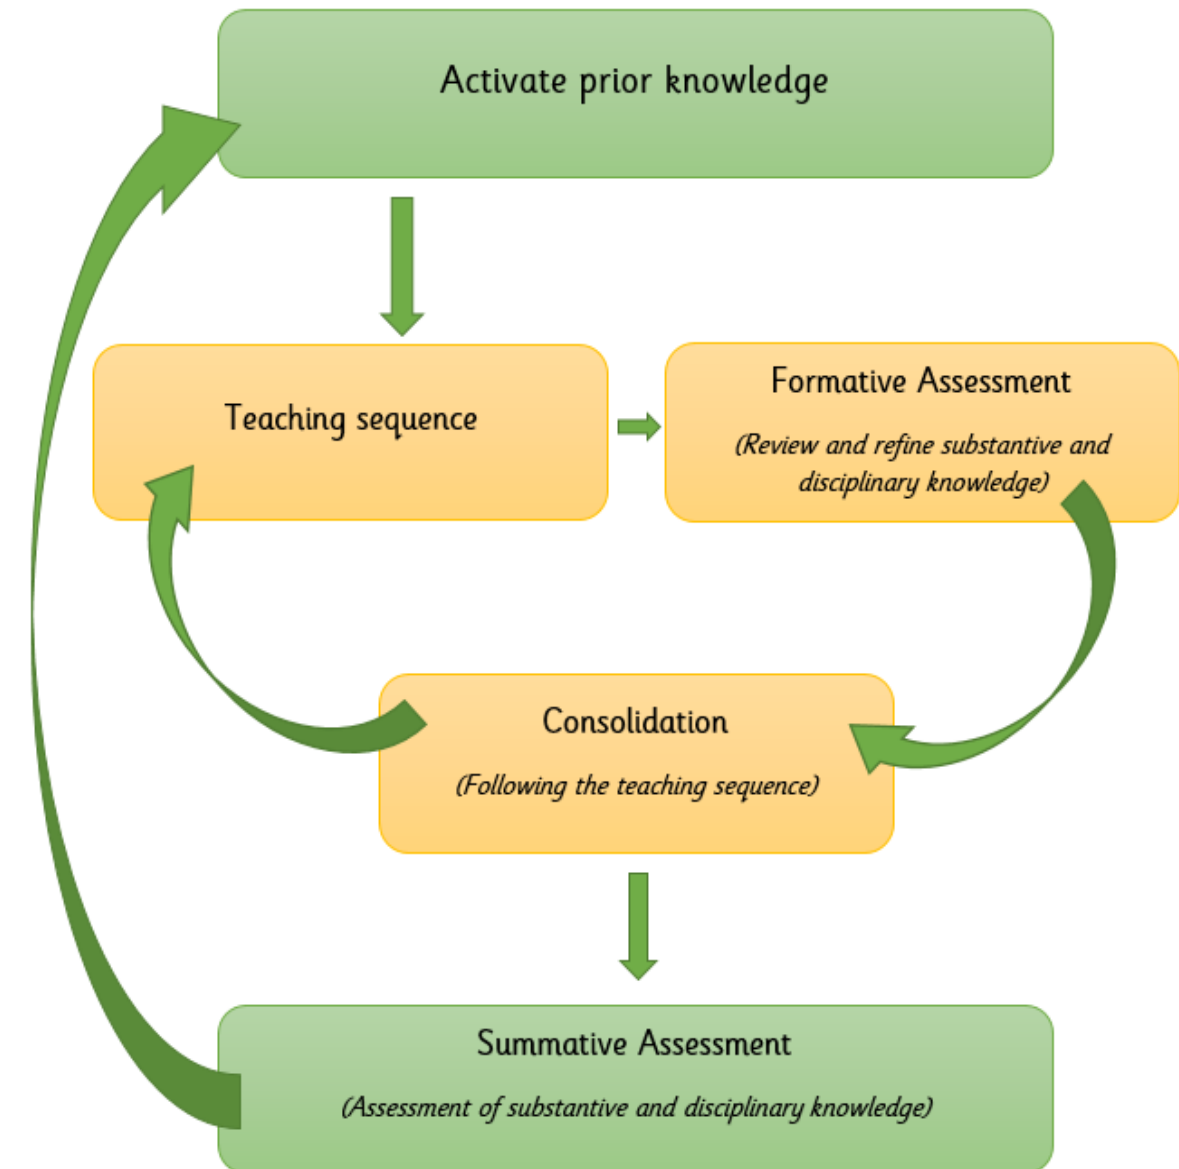 Activate prior knowledge
Teaching sequence
Formative Assessment
(Review and refine substantive and
disciplinary knowledge)
Consolidation
(Following the teaching sequence)
Summative Assessment
(Assessment of substantive and disciplinary knowledge)